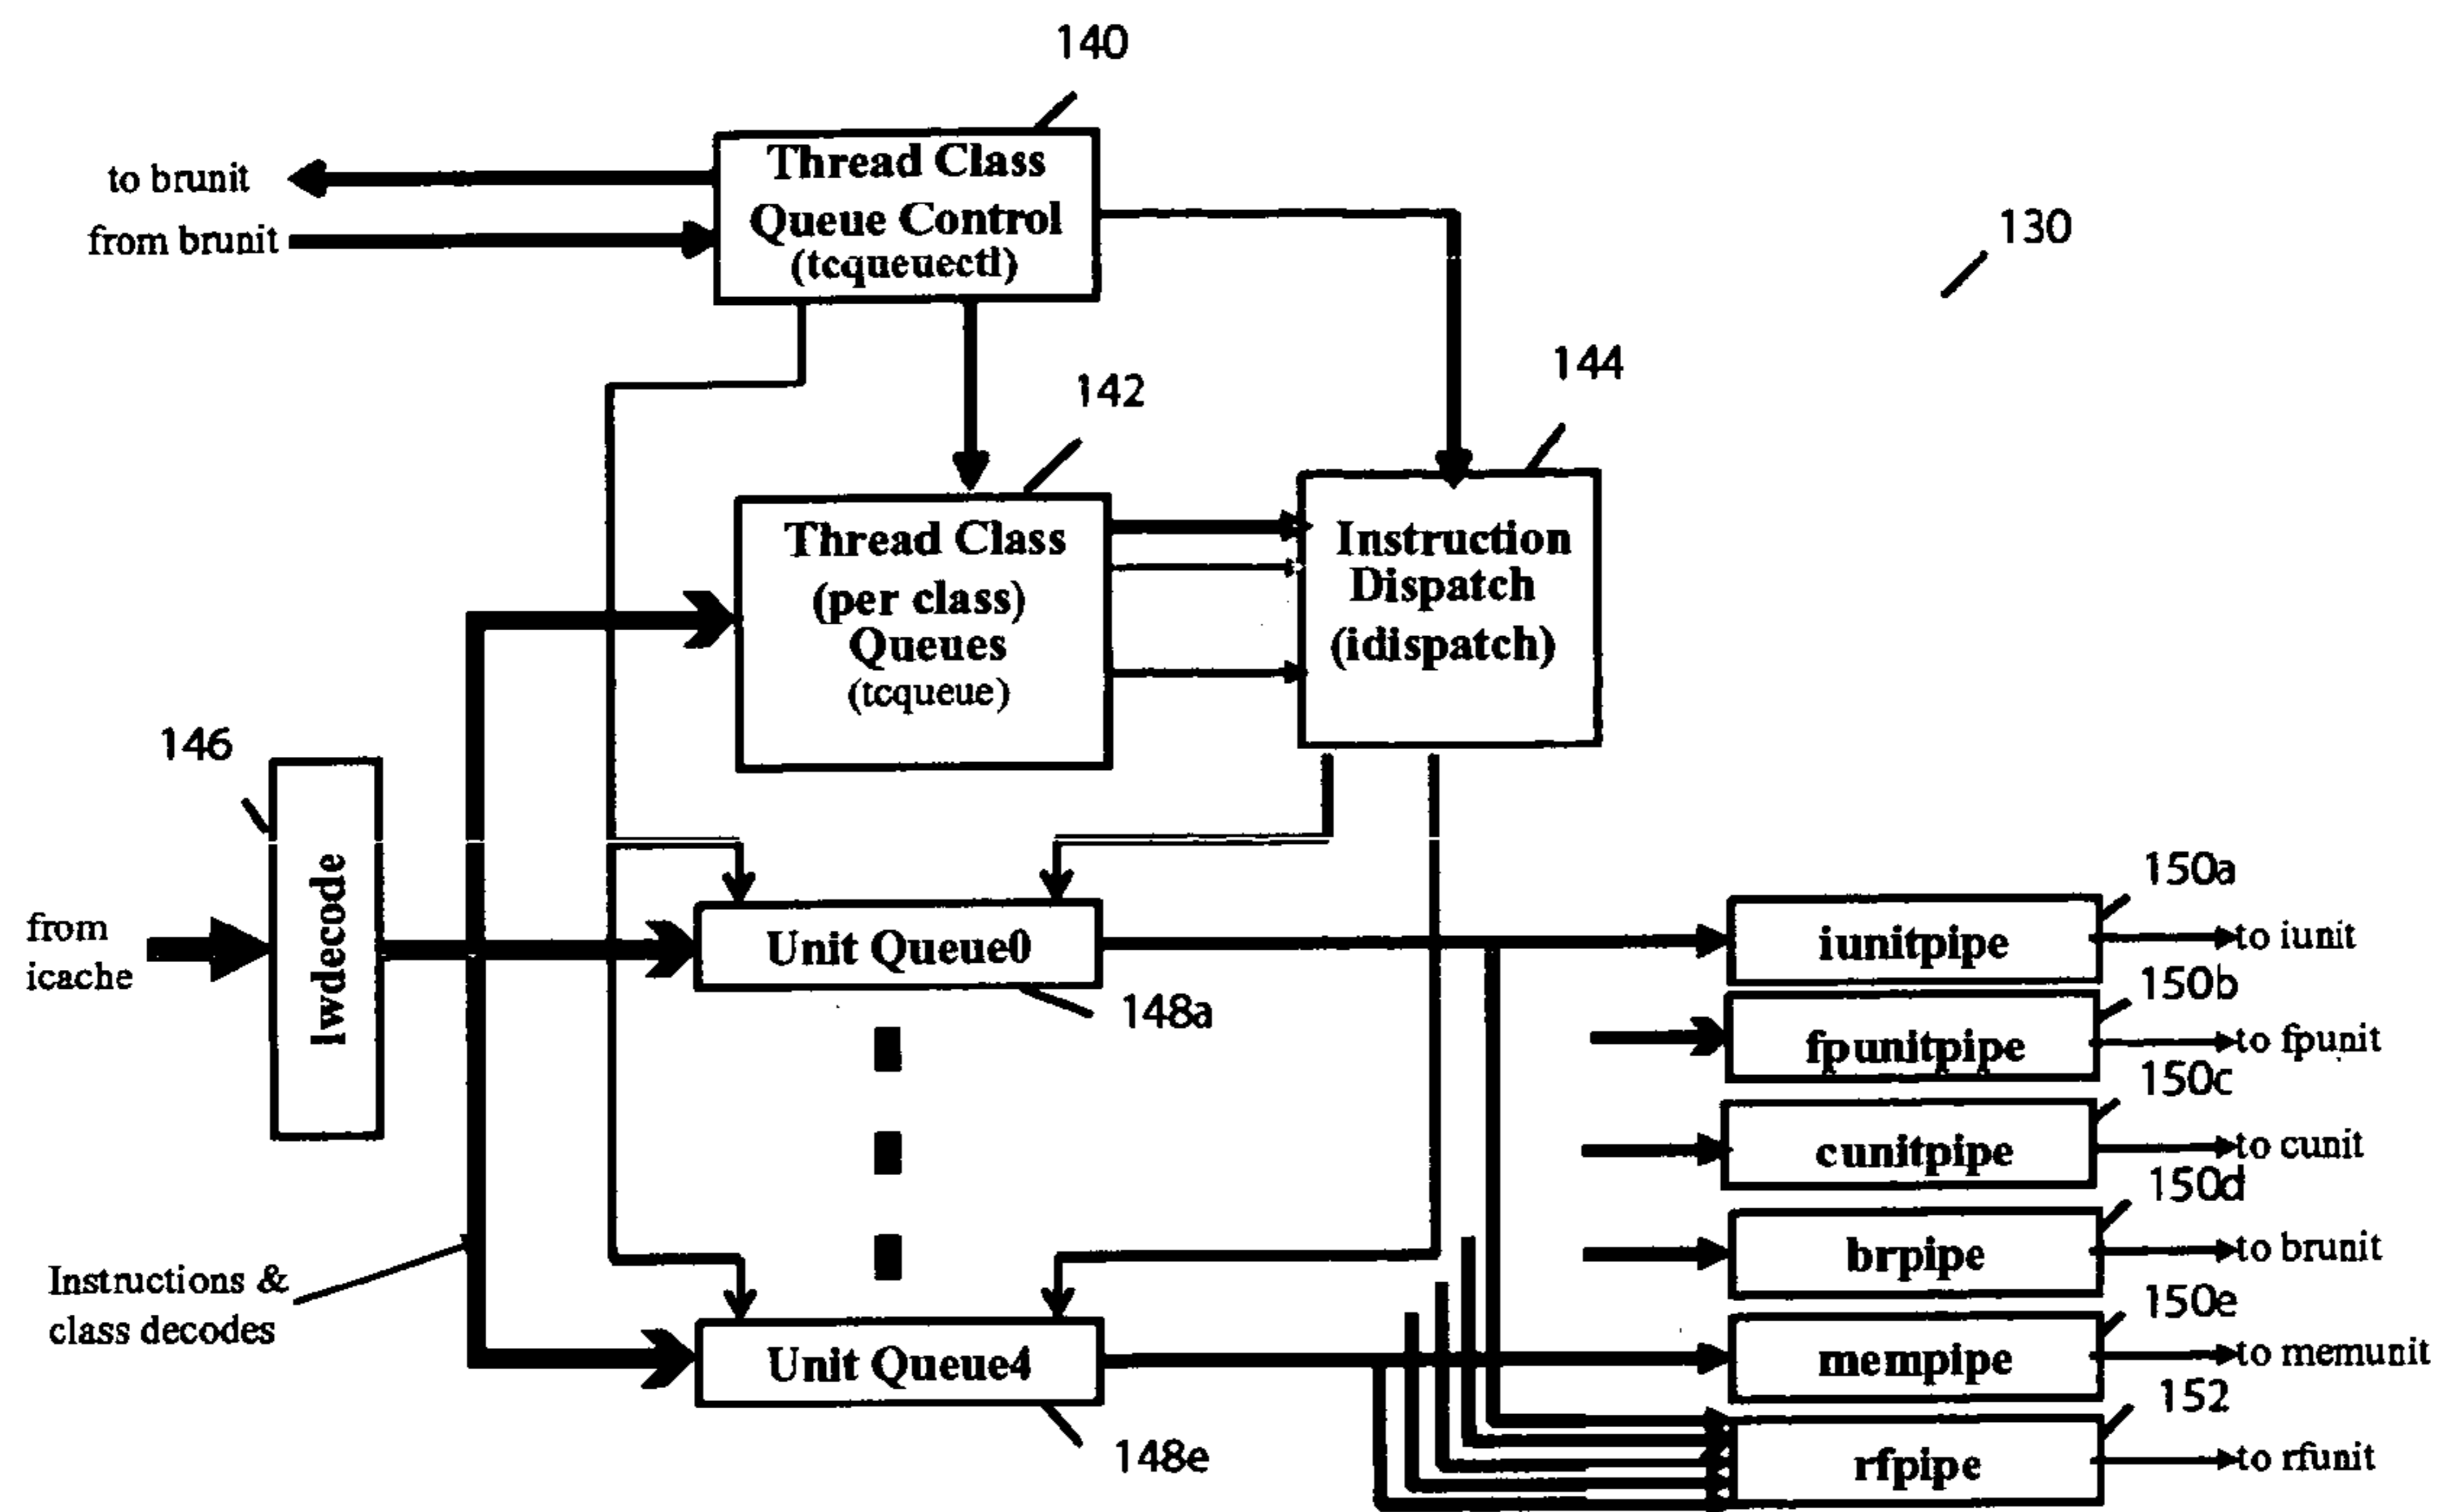 140
to brunit
Thread Class
Queue Control
(tcqueuectl)
from brunit
130
142
144
Thread Class
(per class)
Queues
(tcqueue)
Instruction
Dispatch
(idispatch)
146
lwdecode
from
icache
Unit Queue0
148a
150a
iunitpipe
to iunit
150b
fpunitpipe
to fpunit
150c
cunitpipe
to cunit
150d
brpipe
to brunit
150e
mempipe
to memunit
152
rfpipe
to rfunit
Instructions &
class decodes
Unit Queue4
148e